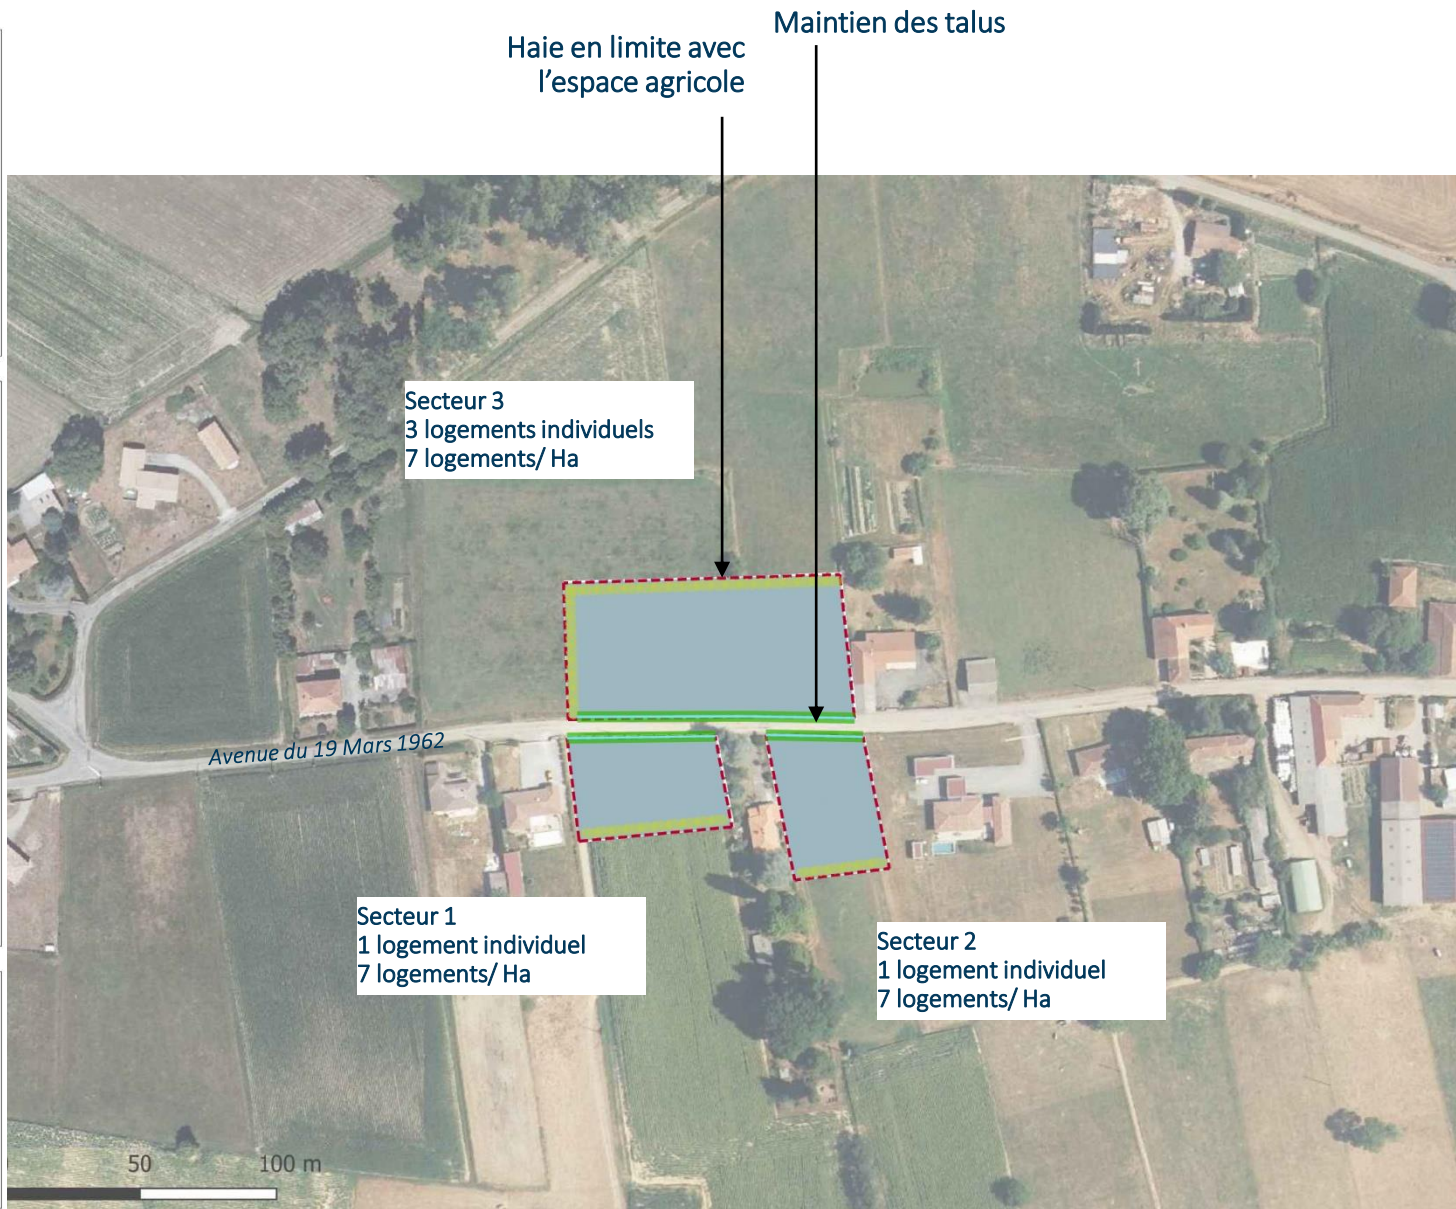 Maintien des talus
Haie en limite avec
l'espace agricole
Secteur 3
3 logements individuels
7 logements/ Ha
Avenue du 19 Mars 1962
Secteur 1
1 logement individuel
7 logements/ Ha
Secteur 2
1 logement individuel
7 logements/ Ha
50
100 m